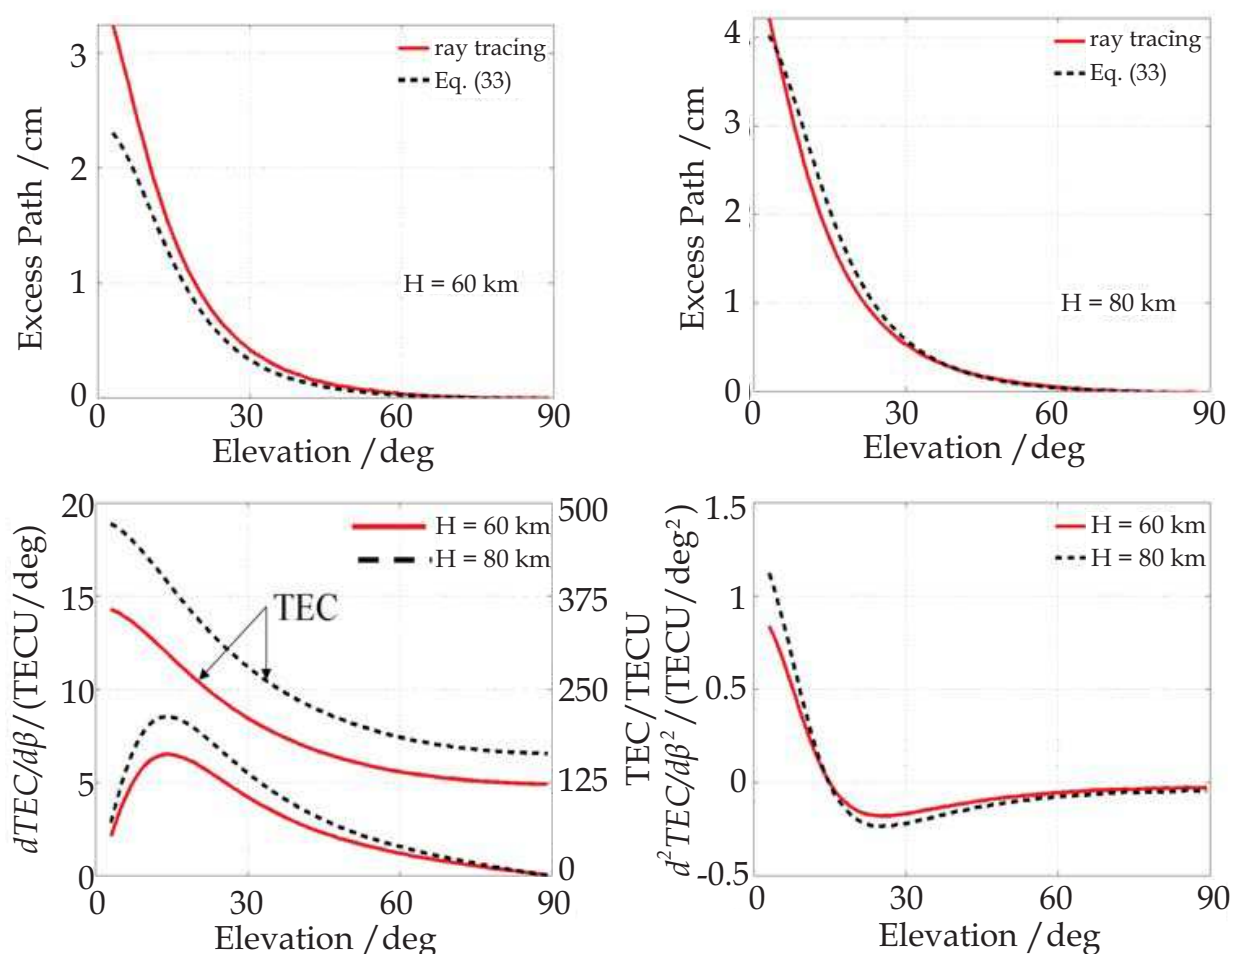 3
2
1
0
0
30
60
90
Excess Path /cm
Elevation /deg
ray tracing
Eq. (33)
H = 60 km
4
3
2
1
0
0
30
60
90
Excess Path /cm
Elevation /deg
ray tracing
Eq. (33)
H = 80 km
20
15
10
5
0
0
30
60
90
500
375
250
125
0
dTEC/dβ/(TECU/deg)
TEC/TECU
Elevation /deg
H = 60 km
H = 80 km
TEC
1.5
1
0.5
0
-0.5
0
30
60
90
d²TEC/dβ²/(TECU/deg²)
Elevation /deg
H = 60 km
H = 80 km